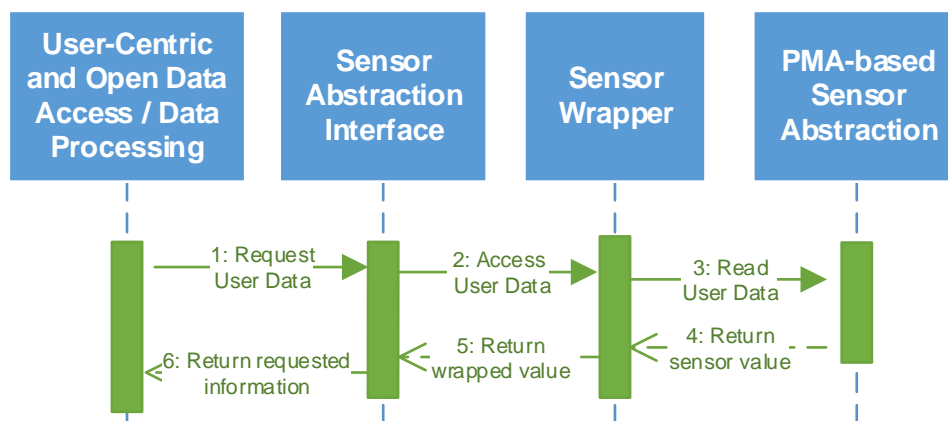 User-Centric
and Open Data
Access / Data
Processing
Sensor
Abstraction
Interface
Sensor
Wrapper
PMA-based
Sensor
Abstraction
1: Request
User Data
2: Access
User Data
3: Read
User Data
4: Return
sensor value
5: Return
wrapped value
6: Return requested
information